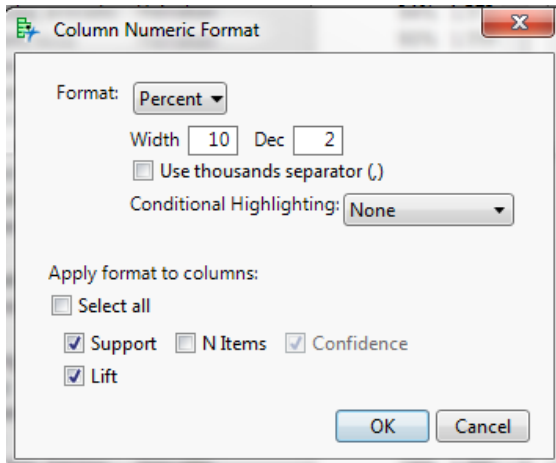 Column Numeric Format
Format: Percent
Width 10 Dec 2
Use thousands separator (,)
Conditional Highlighting: None
Apply format to columns:
Select all
Support N Items Confidence
Lift
OK Cancel